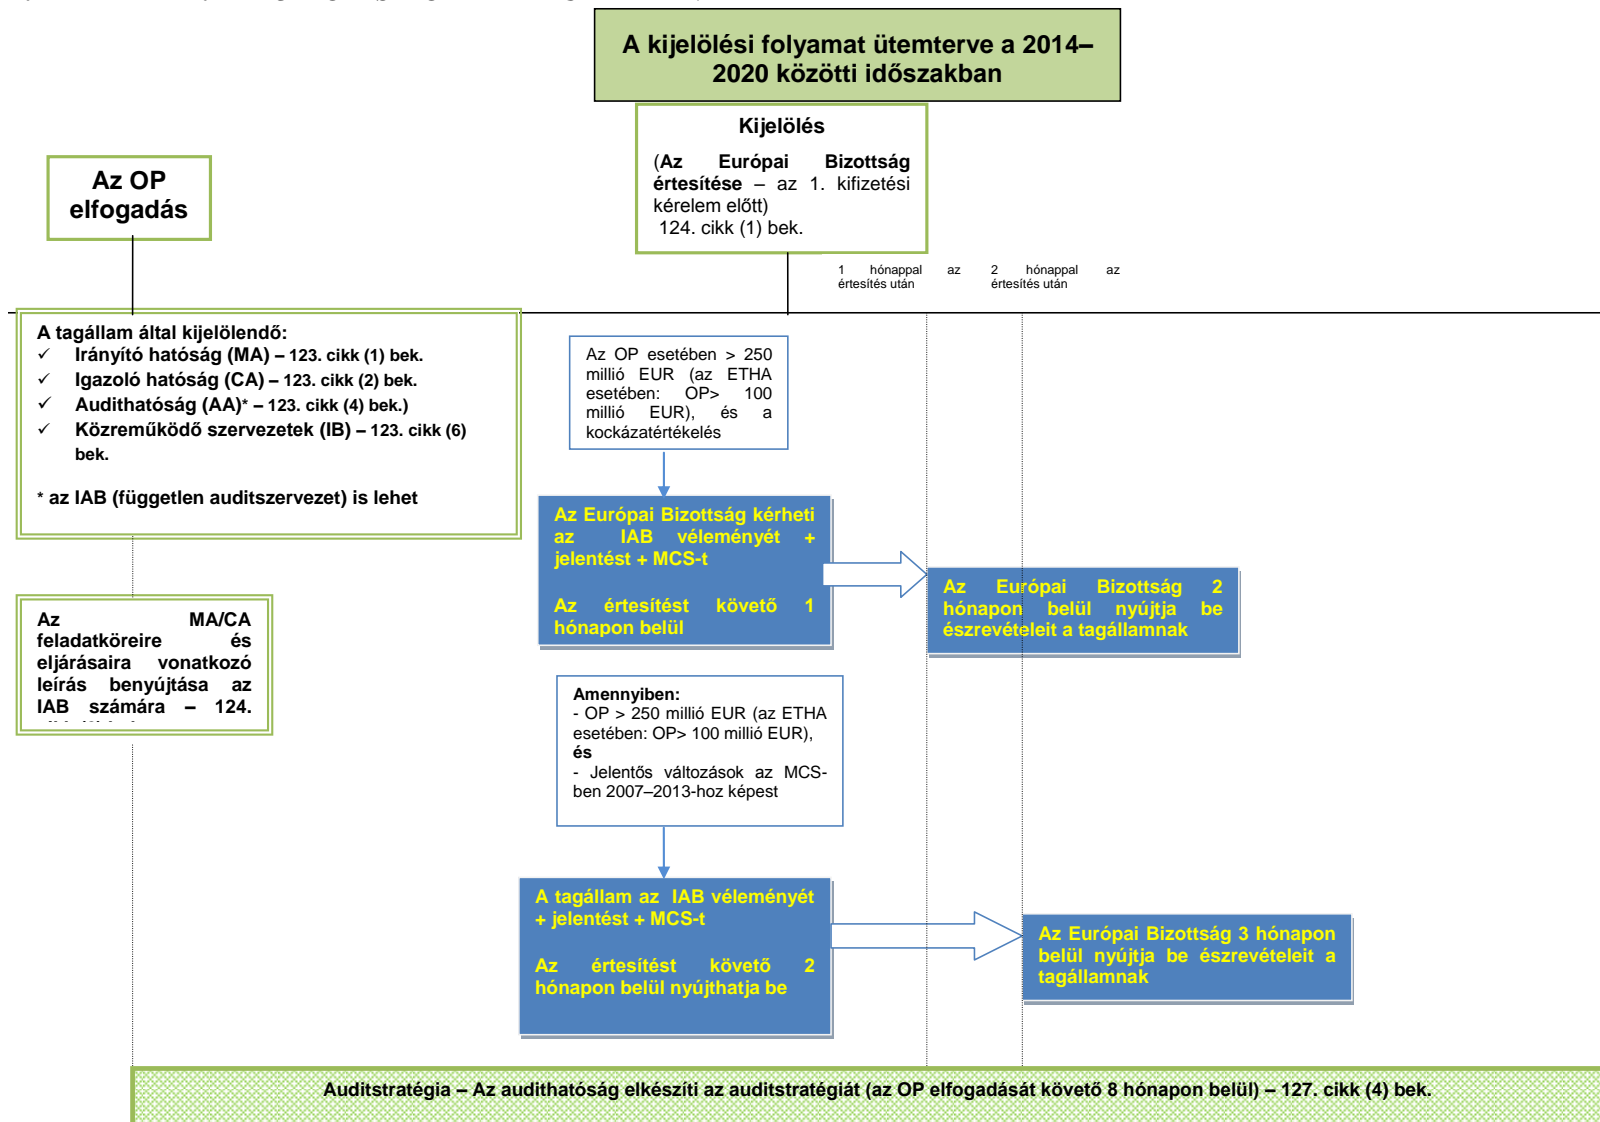 A kijelölési folyamat ütemterve a 2014–
2020 közötti időszakban
Kijelölés
(Az Európai Bizottság
értesítése – az 1. kifizetési
kérelem előtt)
124. cikk (1) bek.
Az OP
elfogadás
1 hónappal az
értesítés után
2 hónappal az
értesítés után
A tagállam által kijelölendő:
✓ Irányító hatóság (MA) – 123. cikk (1) bek.
✓ Igazoló hatóság (CA) – 123. cikk (2) bek.
✓ Audithatóság (AA)* – 123. cikk (4) bek.)
✓ Közreműködő szervezetek (IB) – 123. cikk (6)
bek.
* az IAB (független auditszervezet) is lehet
Az OP esetében > 250
millió EUR (az ETHA
esetében: OP> 100
millió EUR), és a
kockázatértékelés
Az Európai Bizottság kérheti
az IAB véleményét +
jelentést + MCS-t
Az értesítést követő 1
hónapon belül
Az Európai Bizottság 2
hónapon belül nyújtja be
észrevételeit a tagállamnak
Az MA/CA
feladatköreire és
eljárásaira vonatkozó
leírás benyújtása az
IAB számára – 124.
Amennyiben:
- OP > 250 millió EUR (az ETHA
esetében: OP> 100 millió EUR),
és
- Jelentős változások az MCS-
ben 2007–2013-hoz képest
A tagállam az IAB véleményét
+ jelentést + MCS-t
Az értesítést követő 2
hónapon belül nyújthatja be
Az Európai Bizottság 3 hónapon
belül nyújtja be észrevételeit a
tagállamnak
Auditstratégia – Az audithatóság elkészíti az auditstratégiát (az OP elfogadását követő 8 hónapon belül) – 127. cikk (4) bek.